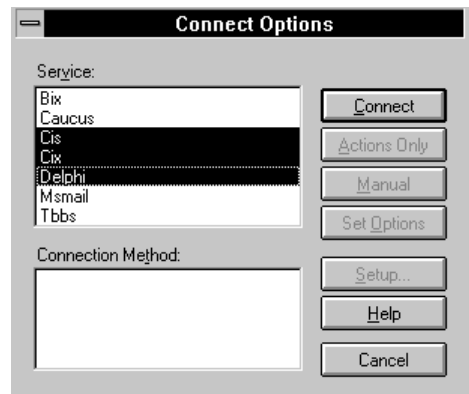 Connect Options
Service:
Bix
Caucus
Cis
Cix
Delphi
Msmail
Tbbs
Connect
Actions Only
Manual
Set Options
Connection Method:
Setup...
Help
Cancel